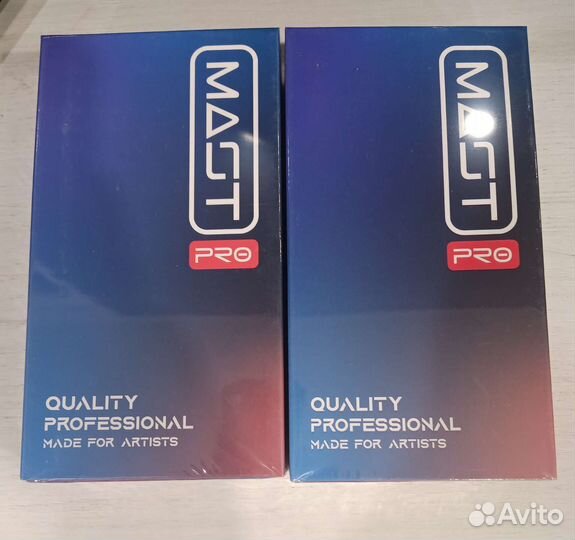 MAST
PRO
QUALITY
PROFESSIONAL
MADE FOR ARTISTS
MAST
PRO
QUALITY
PROFESSIONAL
MADE FOR ARTISTS
Avito